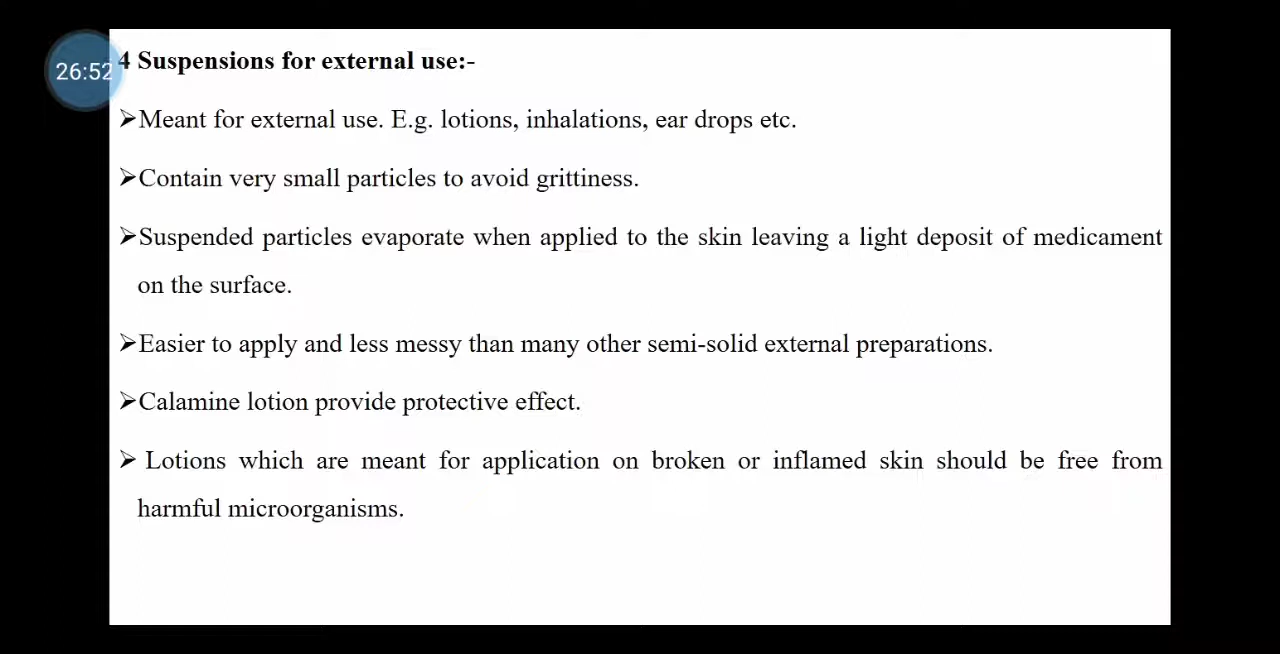 26:52
4 Suspensions for external use:-
➢Meant for external use. E.g. lotions, inhalations, ear drops etc.
➢Contain very small particles to avoid grittiness.
➢Suspended particles evaporate when applied to the skin leaving a light deposit of medicament
on the surface.
➢Easier to apply and less messy than many other semi-solid external preparations.
➢Calamine lotion provide protective effect.
➢ Lotions which are meant for application on broken or inflamed skin should be free from
harmful microorganisms.